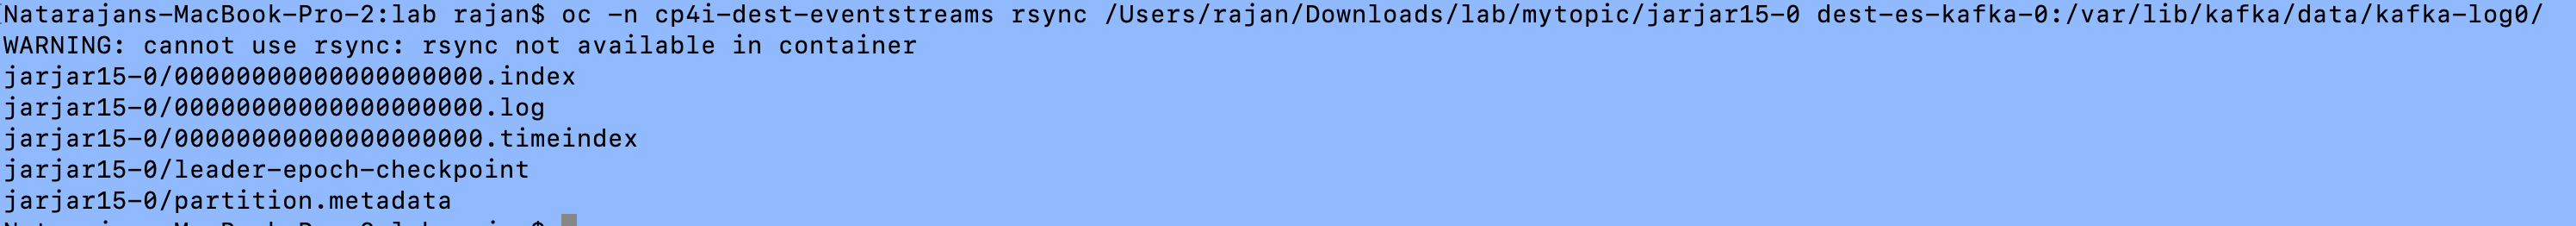 Natarajans-MacBook-Pro-2:lab rajan$ oc -n cp4i-dest-eventstreams rsync /Users/rajan/Downloads/lab/mytopic/jarjar15-0 dest-es-kafka-0:/var/lib/kafka/data/kafka-log0/
WARNING: cannot use rsync: rsync not available in container
jarjar15-0/00000000000000000000.index
jarjar15-0/00000000000000000000.log
jarjar15-0/00000000000000000000.timeindex
jarjar15-0/leader-epoch-checkpoint
jarjar15-0/partition.metadata